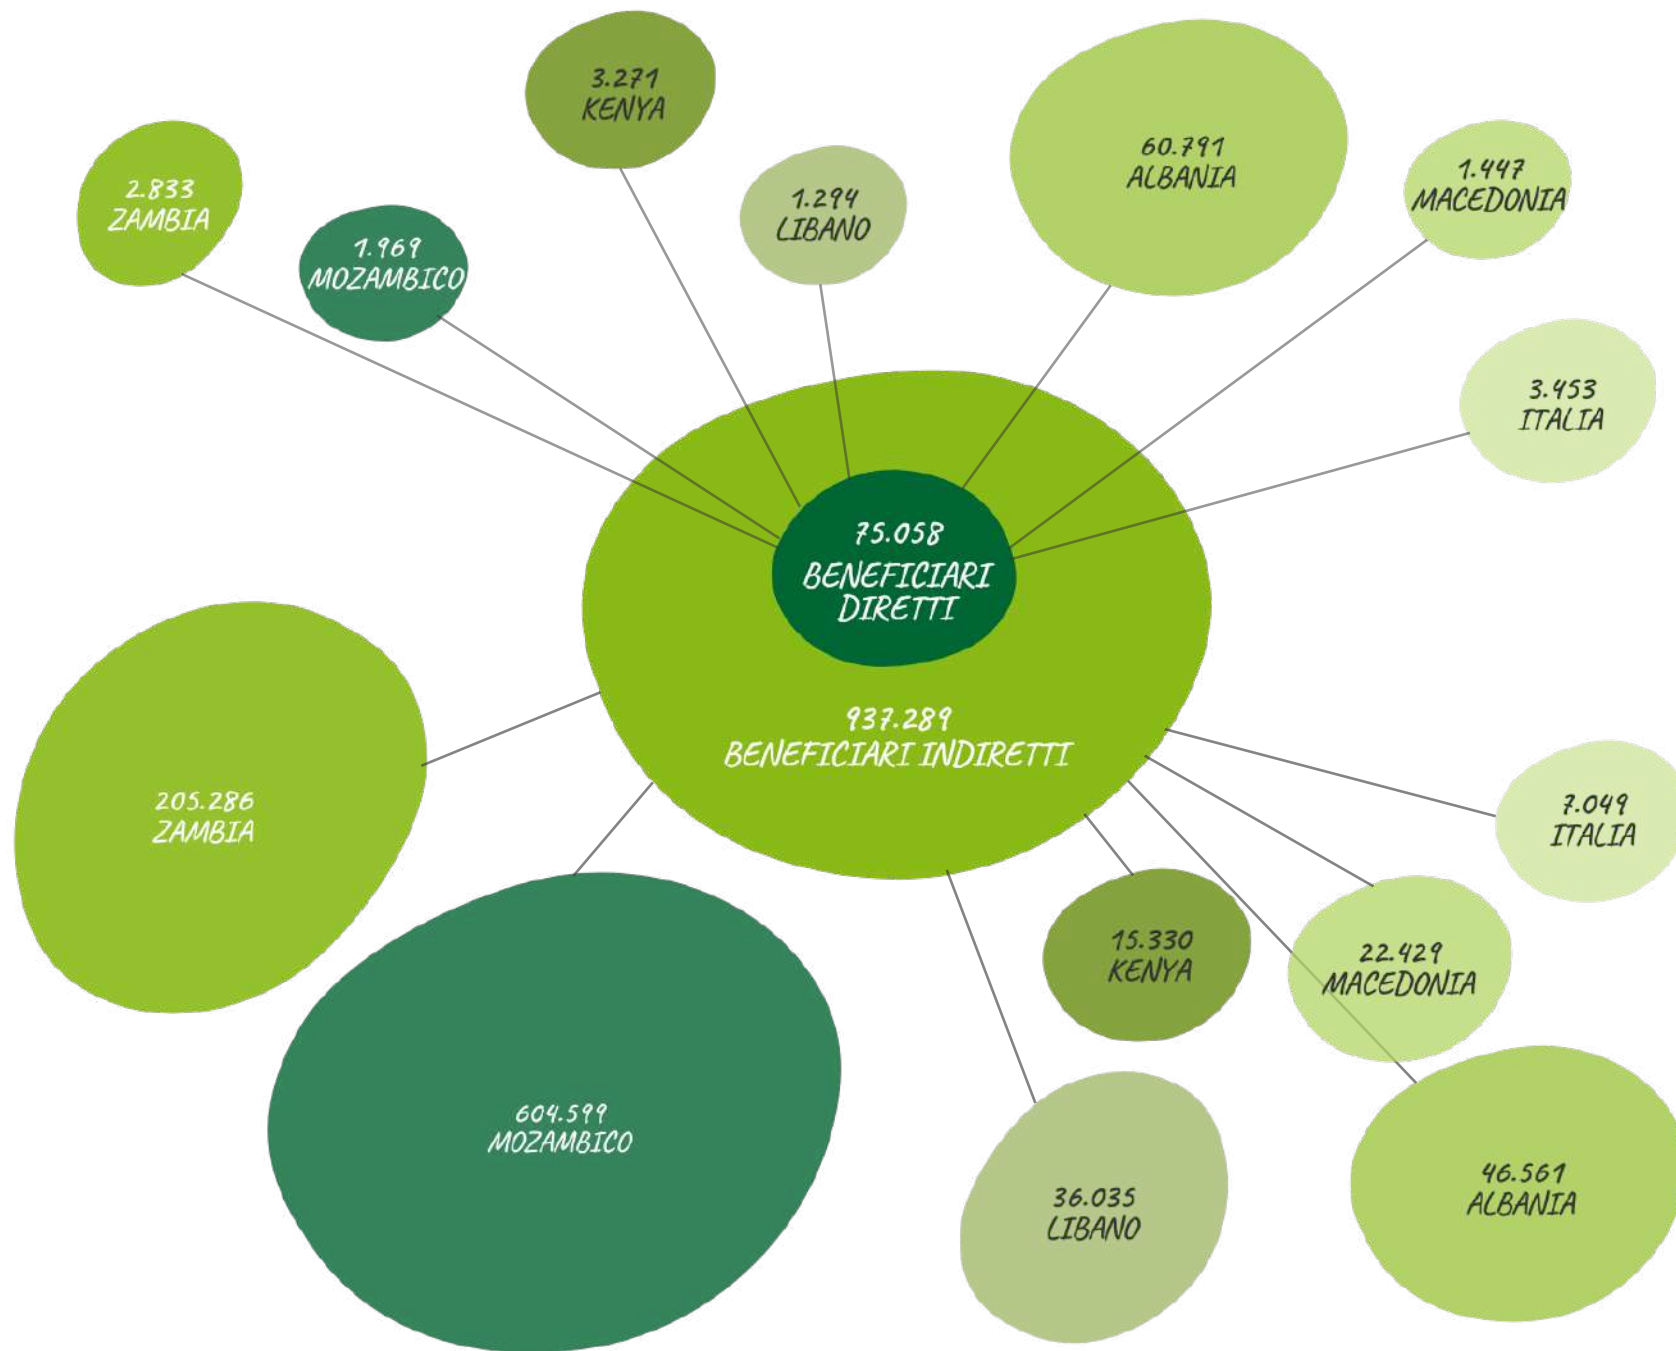 3.271
KENYA
2.833
ZAMBIA
1.969
MOZAMBICO
1.294
LIBANO
60.791
ALBANIA
1.447
MACEDONIA
3.453
ITALIA
75.058
BENEFICIARI
DIRETTI
937.289
BENEFICIARI INDIRETTI
205.286
ZAMBIA
604.599
MOZAMBICO
36.035
LIBANO
15.330
KENYA
22.429
MACEDONIA
7.049
ITALIA
46.561
ALBANIA